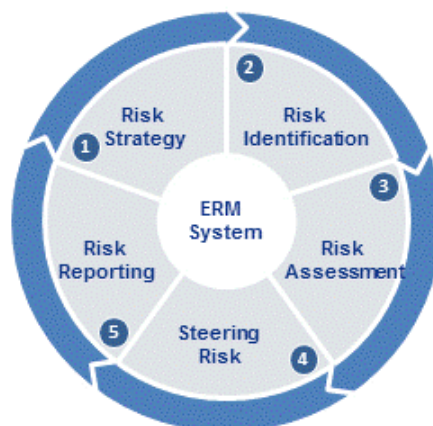 1
Risk
Strategy
2
Risk
Identification
3
Risk
Assessment
4
Steering
Risk
5
Risk
Reporting
ERM
System